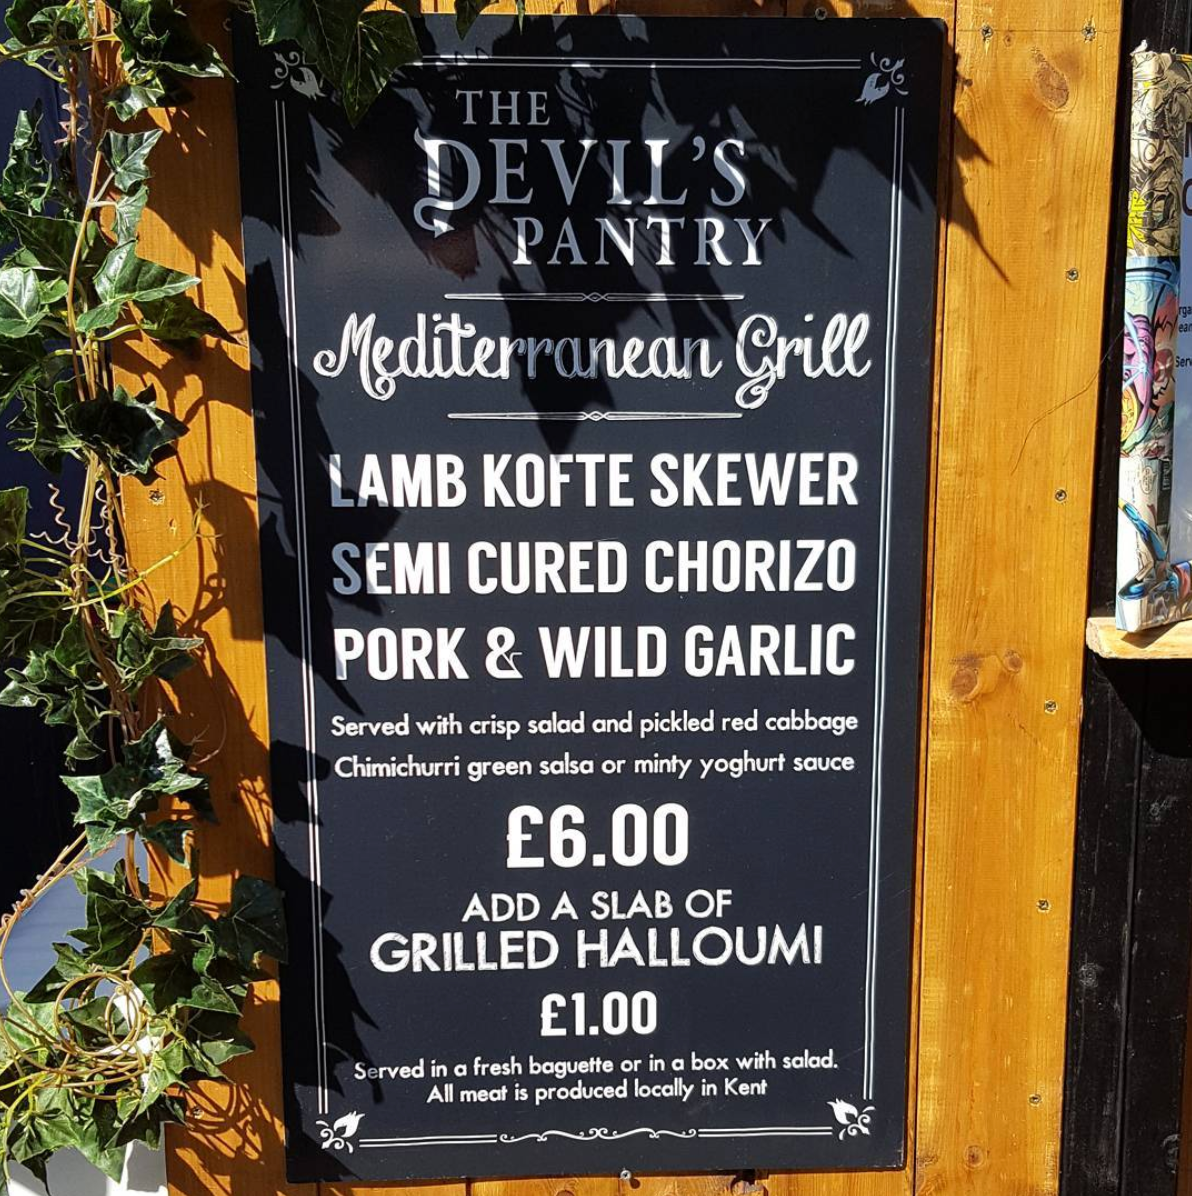 THE
DEVIL'S
PANTRY
Mediterranean Grill
LAMB KOFTE SKEWER
SEMI CURED CHORIZO
PORK & WILD GARLIC
Served with crisp salad and pickled red cabbage
Chimichurri green salsa or minty yoghurt sauce
£6.00
ADD A SLAB OF
GRILLED HALLOUMI
£1.00
Served in a fresh baguette or in a box with salad.
All meat is produced locally in Kent